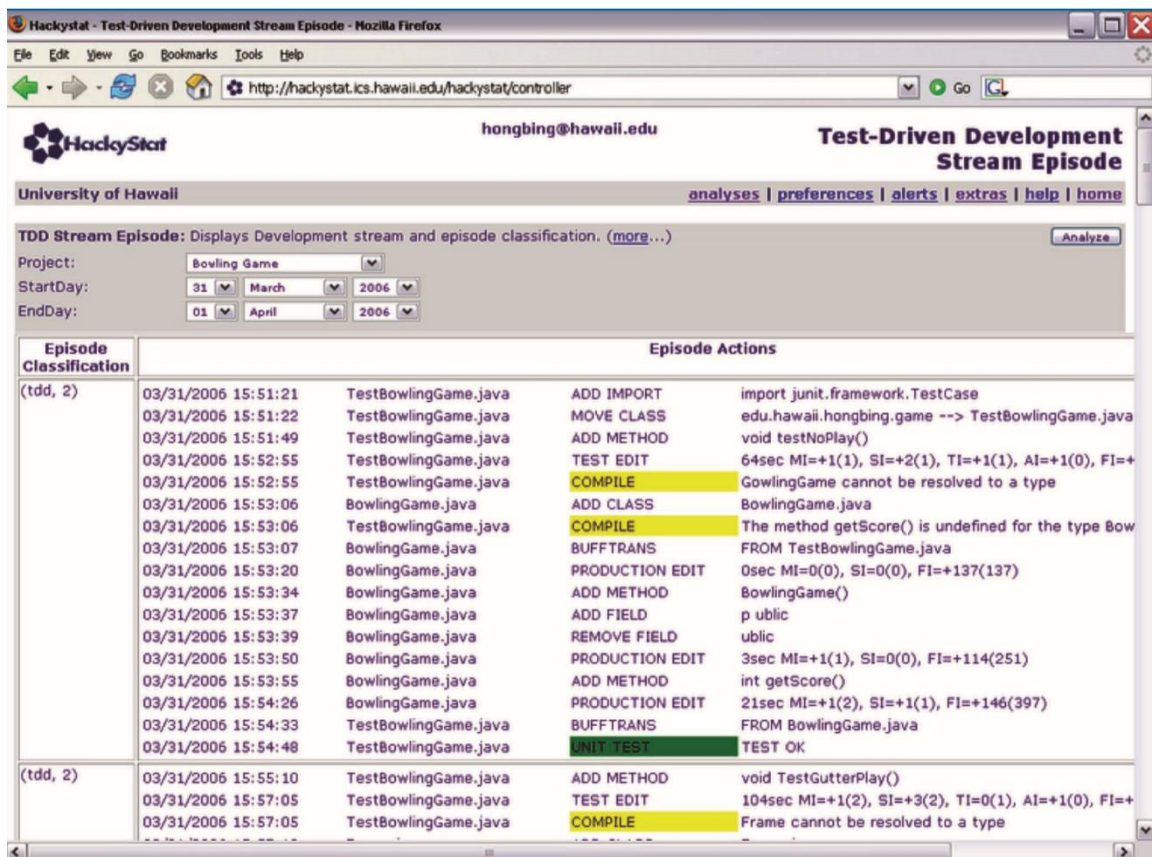 Hackystat - Test-Driven Development Stream Episode - Mozilla Firefox
File Edit View Go Bookmarks Tools Help
http://hackystat.ics.hawaii.edu/hackystat/controller Go G
HackyStat hongbing@hawaii.edu Test-Driven Development
Stream Episode
University of Hawaii analyses | preferences | alerts | extras | help | home
TDD Stream Episode: Displays Development stream and episode classification. (more...) Analyze
Project: Bowling Game
StartDay: 31 March 2006
EndDay: 01 April 2006
Episode Classification Episode Actions
(tdd, 2) 03/31/2006 15:51:21 TestBowlingGame.java ADD IMPORT import junit.framework.TestCase
03/31/2006 15:51:22 TestBowlingGame.java MOVE CLASS edu.hawaii.hongbing.game --> TestBowlingGame.java
03/31/2006 15:51:49 TestBowlingGame.java ADD METHOD void testNoPlay()
03/31/2006 15:52:55 TestBowlingGame.java TEST EDIT 64sec MI=+1(1), SI=+2(1), TI=+1(1), AI=+1(0), FI=+
03/31/2006 15:52:55 TestBowlingGame.java COMPILE GowlingGame cannot be resolved to a type
03/31/2006 15:53:06 BowlingGame.java ADD CLASS BowlingGame.java
03/31/2006 15:53:06 TestBowlingGame.java COMPILE The method getScore() is undefined for the type Bow
03/31/2006 15:53:07 BowlingGame.java BUFFTRANS FROM TestBowlingGame.java
03/31/2006 15:53:20 BowlingGame.java PRODUCTION EDIT 0sec MI=0(0), SI=0(0), FI=+137(137)
03/31/2006 15:53:34 BowlingGame.java ADD METHOD BowlingGame()
03/31/2006 15:53:37 BowlingGame.java ADD FIELD p ublic
03/31/2006 15:53:39 BowlingGame.java REMOVE FIELD ublic
03/31/2006 15:53:50 BowlingGame.java PRODUCTION EDIT 3sec MI=+1(1), SI=0(0), FI=+114(251)
03/31/2006 15:53:55 BowlingGame.java ADD METHOD int getScore()
03/31/2006 15:54:26 BowlingGame.java PRODUCTION EDIT 21sec MI=+1(2), SI=+1(1), FI=+146(397)
03/31/2006 15:54:33 TestBowlingGame.java BUFFTRANS FROM BowlingGame.java
03/31/2006 15:54:48 TestBowlingGame.java UNIT TEST TEST OK
(tdd, 2) 03/31/2006 15:55:10 TestBowlingGame.java ADD METHOD void TestGutterPlay()
03/31/2006 15:57:05 TestBowlingGame.java TEST EDIT 104sec MI=+1(2), SI=+3(2), TI=0(1), AI=+1(0), FI=+
03/31/2006 15:57:05 TestBowlingGame.java COMPILE Frame cannot be resolved to a type